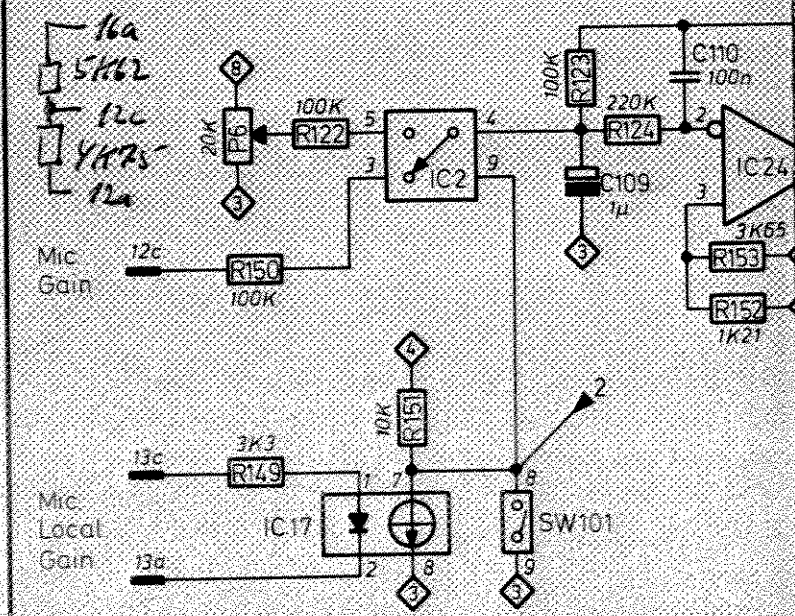 16a
5K62
12c
4K75
12a
8
20K
P6
3
100K
R122
5
3
IC2
4
9
100K
R123
220K
R124
C110
100n
2
3
IC24
C109
1µ
3
3K65
R153
R152
1K21
Mic
Gain
12c
R150
100K
4
10K
R151
2
Mic
Local
Gain
13c
3K3
R149
13a
1
7
IC17
2
8
3
8
SW101
9
3